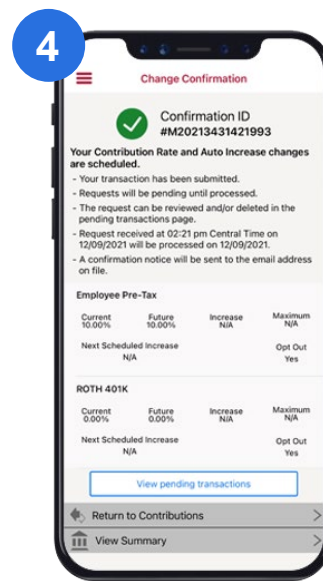 4
Change Confirmation
Confirmation ID
#M20213431421993
Your Contribution Rate and Auto Increase changes
are scheduled.
- Your transaction has been submitted.
- Requests will be pending until processed.
- The request can be reviewed and/or deleted in the
pending transactions page.
- Request received at 02:21 pm Central Time on
12/09/2021 will be processed on 12/09/2021.
- A confirmation notice will be sent to the email address
on file.
Employee Pre-Tax
Current Future Increase Maximum
10.00% 10.00% N/A N/A
Next Scheduled Increase Opt Out
N/A Yes
ROTH 401K
Current Future Increase Maximum
0.00% 0.00% N/A N/A
Next Scheduled Increase Opt Out
N/A Yes
View pending transactions
Return to Contributions
View Summary